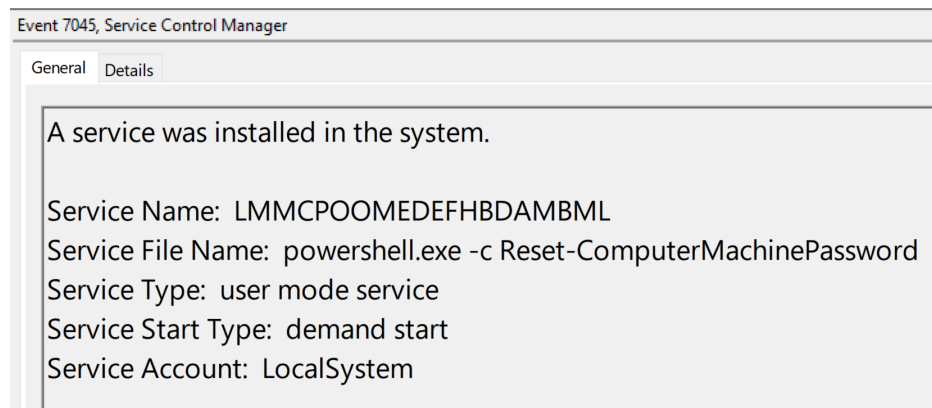 Event 7045, Service Control Manager
General Details
A service was installed in the system.
Service Name: LMMCPOOMEDEFHBDAMBML
Service File Name: powershell.exe -c Reset-ComputerMachinePassword
Service Type: user mode service
Service Start Type: demand start
Service Account: LocalSystem